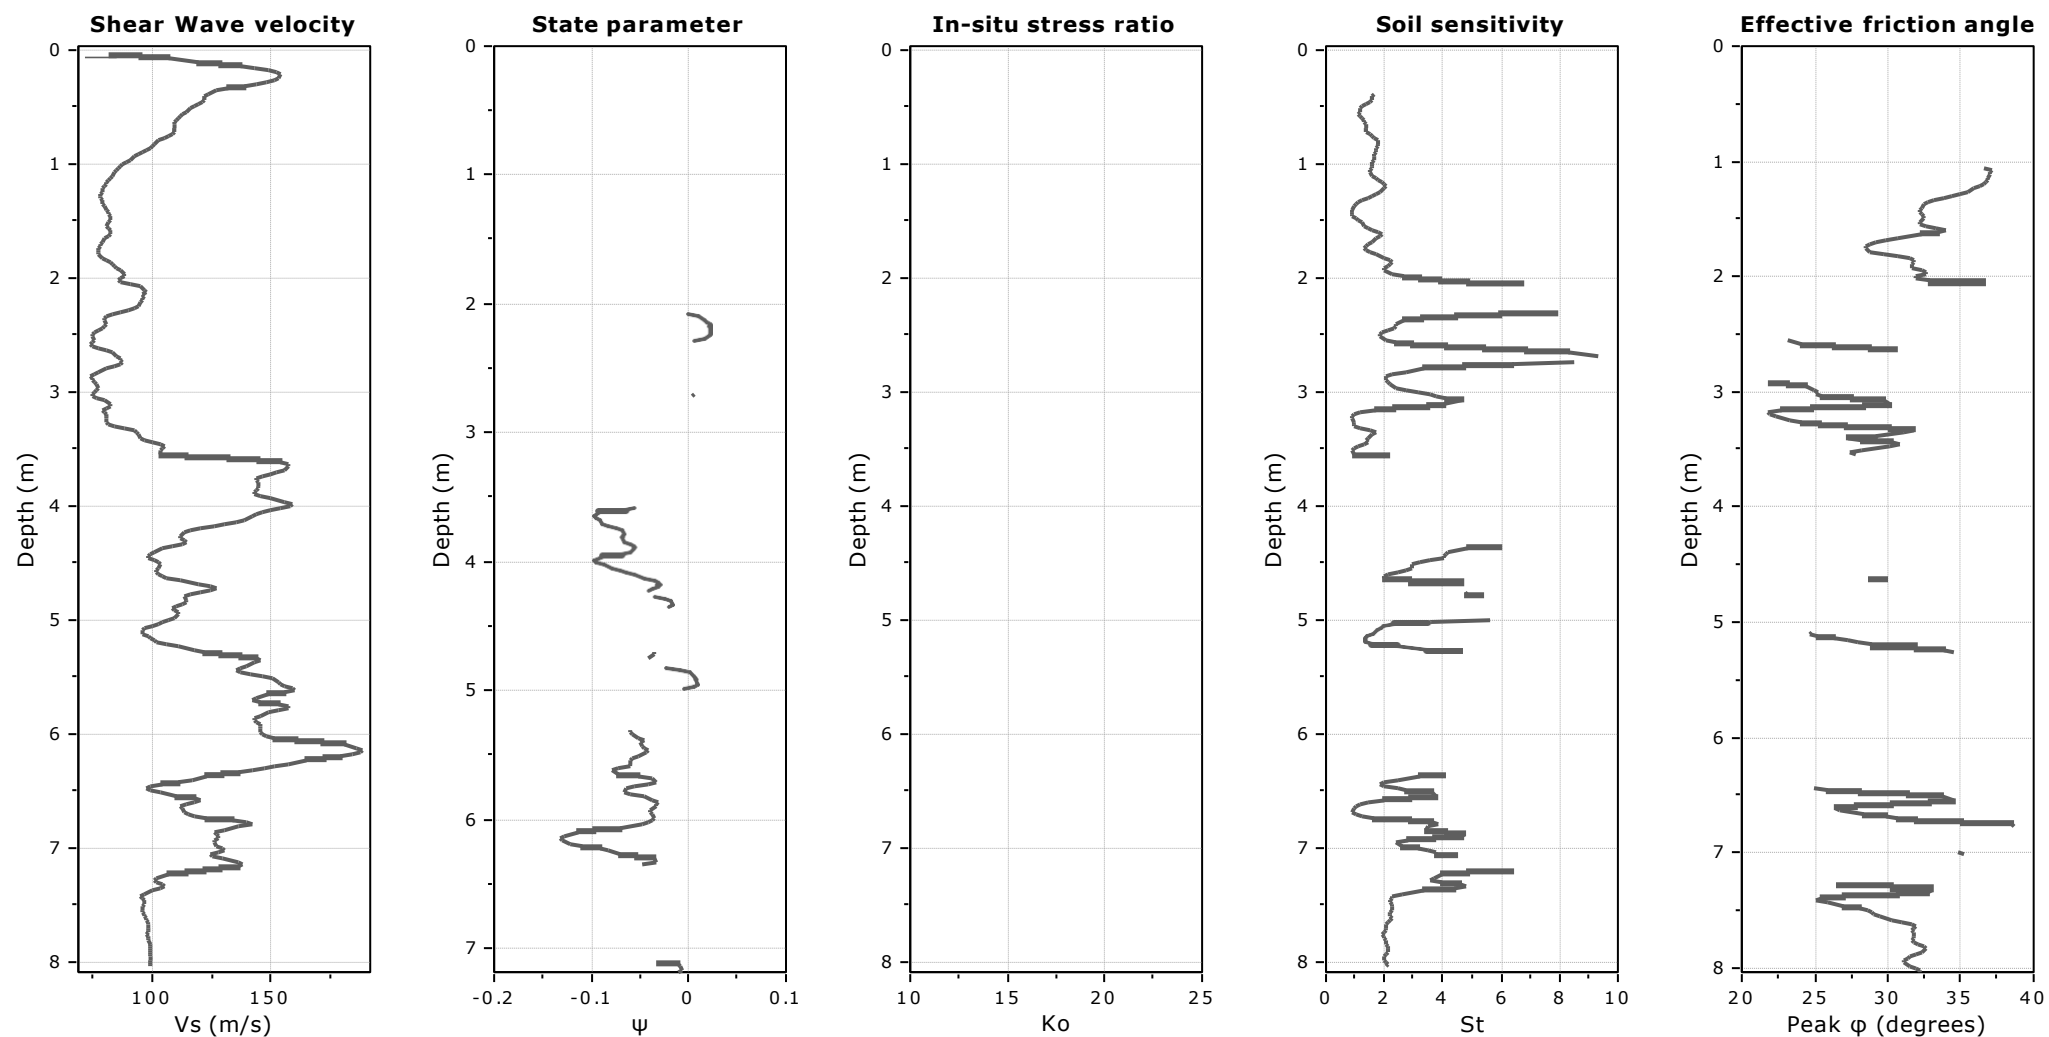 Shear Wave velocity
0
1
2
3
4
5
6
7
8
Depth (m)
100 150
Vs (m/s)
State parameter
0
1
2
3
4
5
6
7
Depth (m)
-0.2 -0.1 0 0.1
ψ
In-situ stress ratio
0
1
2
3
4
5
6
7
8
Depth (m)
10 15 20 25
Ko
Soil sensitivity
0
1
2
3
4
5
6
7
8
Depth (m)
0 2 4 6 8 10
St
Effective friction angle
0
1
2
3
4
5
6
7
8
Depth (m)
20 25 30 35 40
Peak φ (degrees)